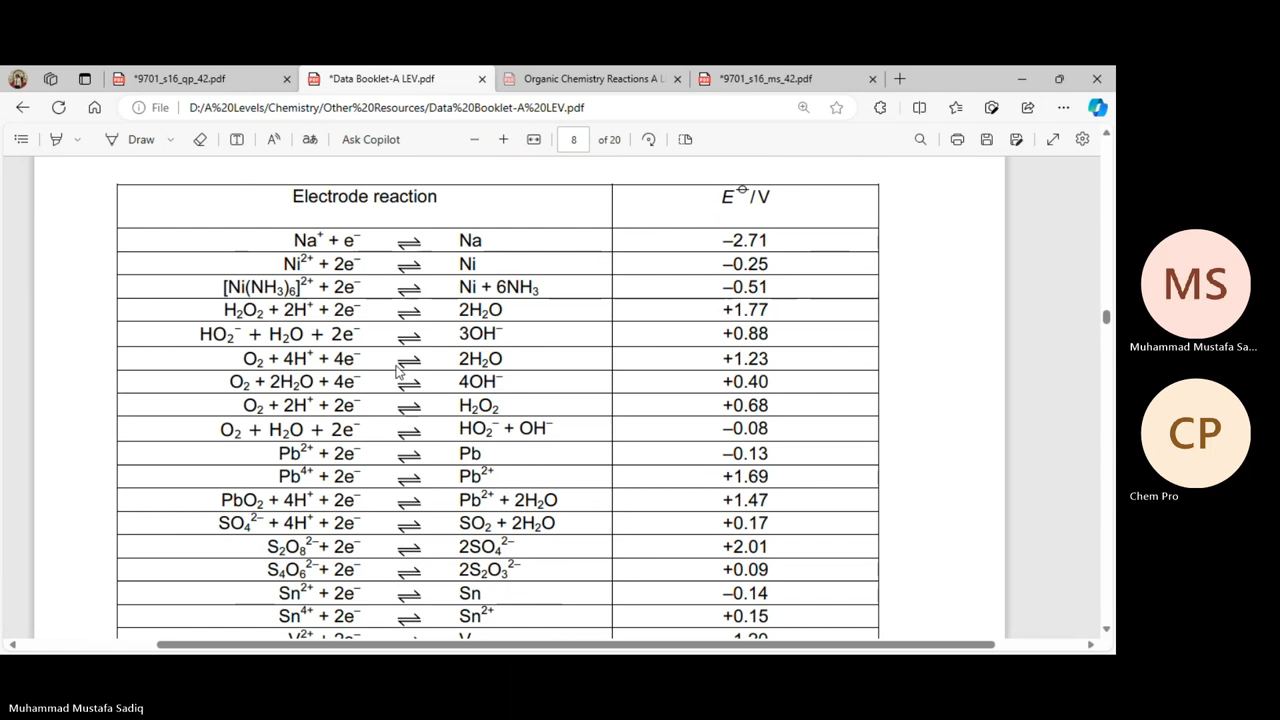 *9701_s16_qp_42.pdf
*Data Booklet-A LEV.pdf
Organic Chemistry Reactions A L
*9701_s16_ms_42.pdf
File D:/A%20Levels/Chemistry/Other%20Resources/Data%20Booklet-A%20LEV.pdf
Draw aあ Ask Copilot 8 of 20
Electrode reaction E⦵/V
Na⁺ + e⁻ ⇌ Na –2.71
Ni²⁺ + 2e⁻ ⇌ Ni –0.25
[Ni(NH₃)₆]²⁺ + 2e⁻ ⇌ Ni + 6NH₃ –0.51
H₂O₂ + 2H⁺ + 2e⁻ ⇌ 2H₂O +1.77
HO₂⁻ + H₂O + 2e⁻ ⇌ 3OH⁻ +0.88
O₂ + 4H⁺ + 4e⁻ ⇌ 2H₂O +1.23
O₂ + 2H₂O + 4e⁻ ⇌ 4OH⁻ +0.40
O₂ + 2H⁺ + 2e⁻ ⇌ H₂O₂ +0.68
O₂ + H₂O + 2e⁻ ⇌ HO₂⁻ + OH⁻ –0.08
Pb²⁺ + 2e⁻ ⇌ Pb –0.13
Pb⁴⁺ + 2e⁻ ⇌ Pb²⁺ +1.69
PbO₂ + 4H⁺ + 2e⁻ ⇌ Pb²⁺ + 2H₂O +1.47
SO₄²⁻ + 4H⁺ + 2e⁻ ⇌ SO₂ + 2H₂O +0.17
S₂O₈²⁻ + 2e⁻ ⇌ 2SO₄²⁻ +2.01
S₄O₆²⁻ + 2e⁻ ⇌ 2S₂O₃²⁻ +0.09
Sn²⁺ + 2e⁻ ⇌ Sn –0.14
Sn⁴⁺ + 2e⁻ ⇌ Sn²⁺ +0.15
V²⁺ + 2e⁻ ⇌ V –1.20
MS
Muhammad Mustafa Sa...
CP
Chem Pro
Muhammad Mustafa Sadiq